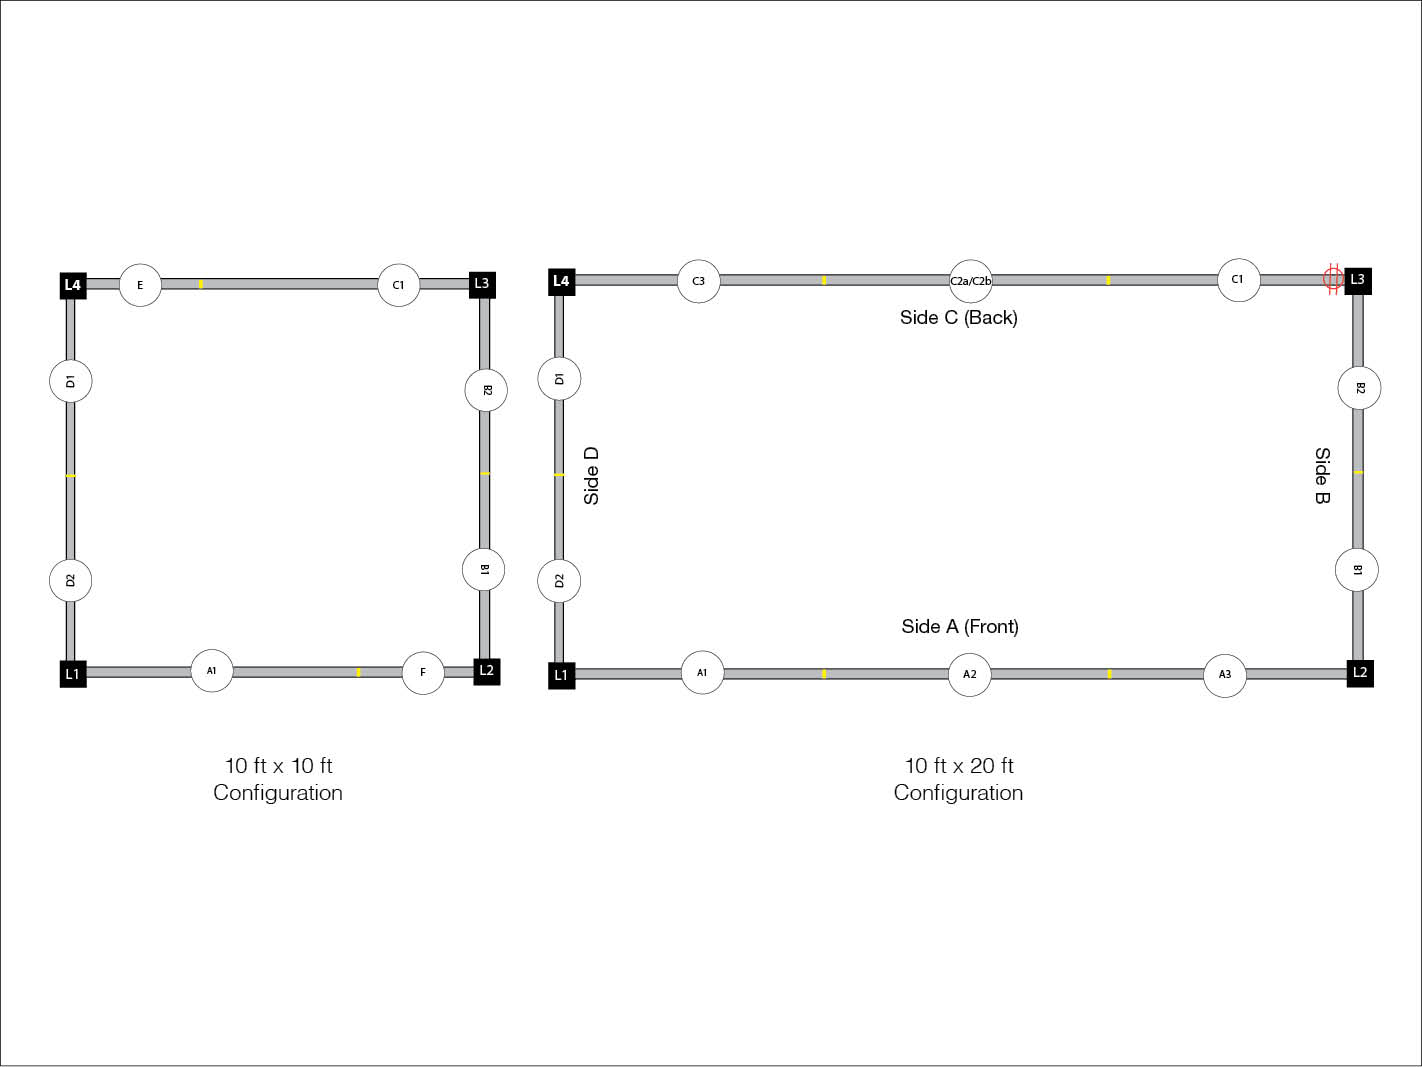 L4
E
C1
L3
D1
B2
D2
B1
L1
A1
F
L2
10 ft x 10 ft
Configuration
L4
C3
C2a/C2b
C1
L3
Side C (Back)
D1
B2
Side D
Side B
D2
B1
Side A (Front)
L1
A1
A2
A3
L2
10 ft x 20 ft
Configuration